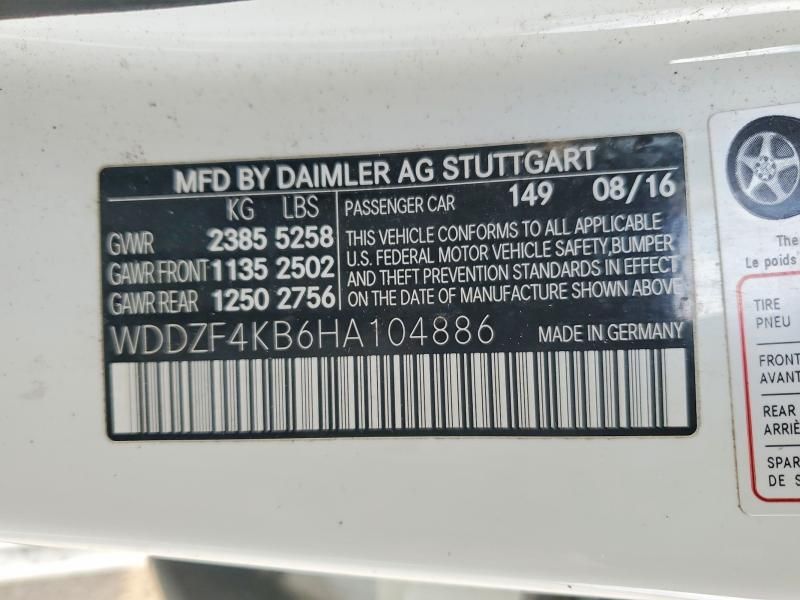 MFD BY DAIMLER AG STUTTGART
KG LBS
GVWR 2385 5258
GAWR FRONT 1135 2502
GAWR REAR 1250 2756
PASSENGER CAR 149 08/16
THIS VEHICLE CONFORMS TO ALL APPLICABLE
U.S. FEDERAL MOTOR VEHICLE SAFETY, BUMPER
AND THEFT PREVENTION STANDARDS IN EFFECT
ON THE DATE OF MANUFACTURE SHOWN ABOVE
WDDZF4KB6HA104886 MADE IN GERMANY
The
Le poids
TIRE
PNEU
FRONT
AVANT
REAR
ARRIÈ
SPAR
DE S